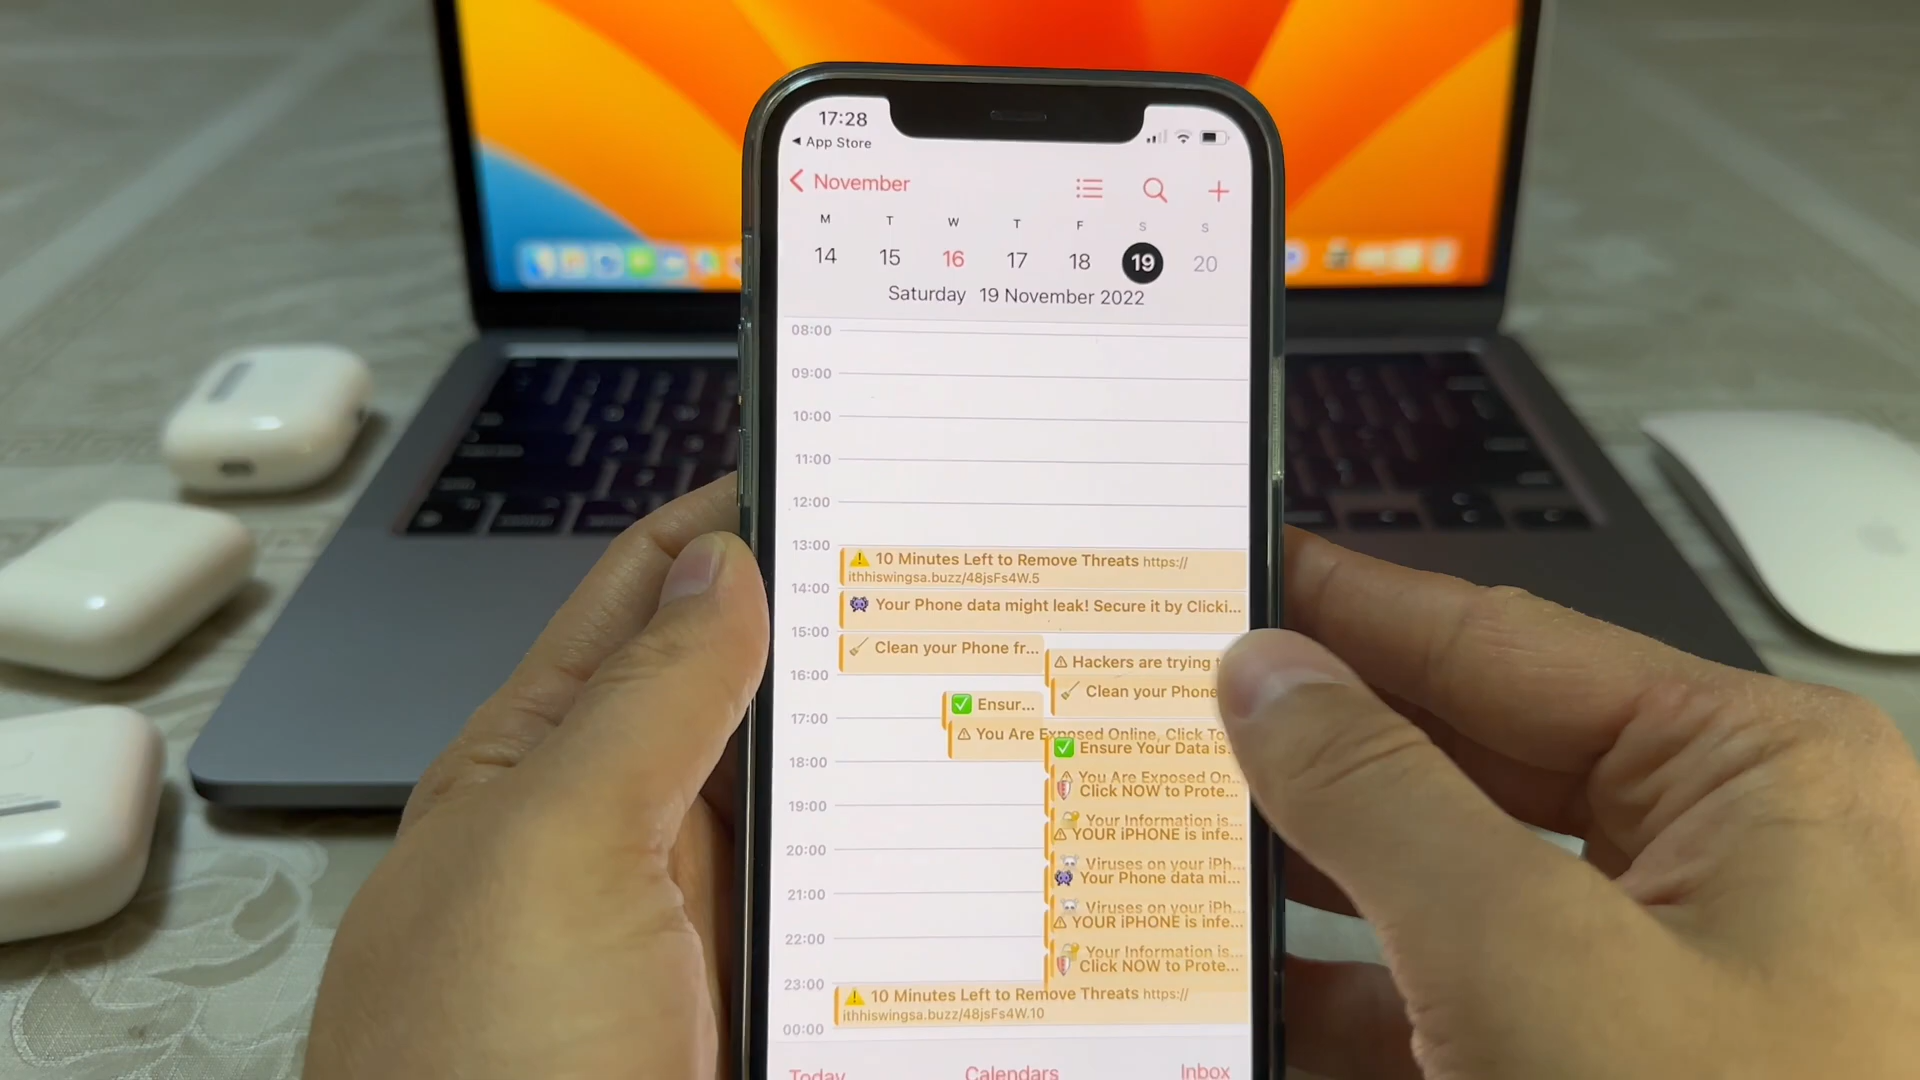 17:28
◀ App Store
November
M T W T F S S
14 15 16 17 18 19 20
Saturday 19 November 2022
08:00
09:00
10:00
11:00
12:00
13:00
⚠️ 10 Minutes Left to Remove Threats https://
ithhiswingsa.buzz/48jsFs4W.5
14:00
👾 Your Phone data might leak! Secure it by Clicki...
15:00
🧹 Clean your Phone fr...
⚠ Hackers are trying
16:00
🧹 Clean your Phone
✅ Ensur...
17:00
⚠ You Are Exposed Online, Click To
✅ Ensure Your Data is...
18:00
⚠ You Are Exposed On...
Click NOW to Prote...
19:00
🔐 Your Information is...
⚠ YOUR iPHONE is infe...
20:00
Viruses on your iPh...
👾 Your Phone data mi...
21:00
Viruses on your iPh...
⚠ YOUR iPHONE is infe...
22:00
🔐 Your Information is...
Click NOW to Prote...
23:00
⚠️ 10 Minutes Left to Remove Threats https://
ithhiswingsa.buzz/48jsFs4W.10
00:00
Today Calendars Inbox